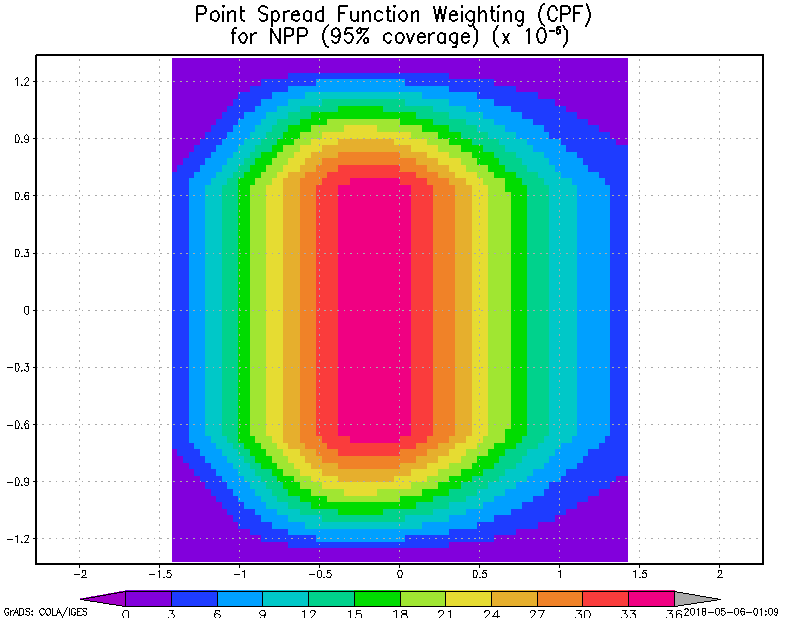 Point Spread Function Weighting (CPF)
for NPP (95% coverage) (x 10⁻⁶)
1.2
0.9
0.6
0.3
0
−0.3
−0.6
−0.9
−1.2
−2 −1.5 −1 −0.5 0 0.5 1 1.5 2
0 3 6 9 12 15 18 21 24 27 30 33 36
GrADS: COLA/IGES 2018-05-06-01:09